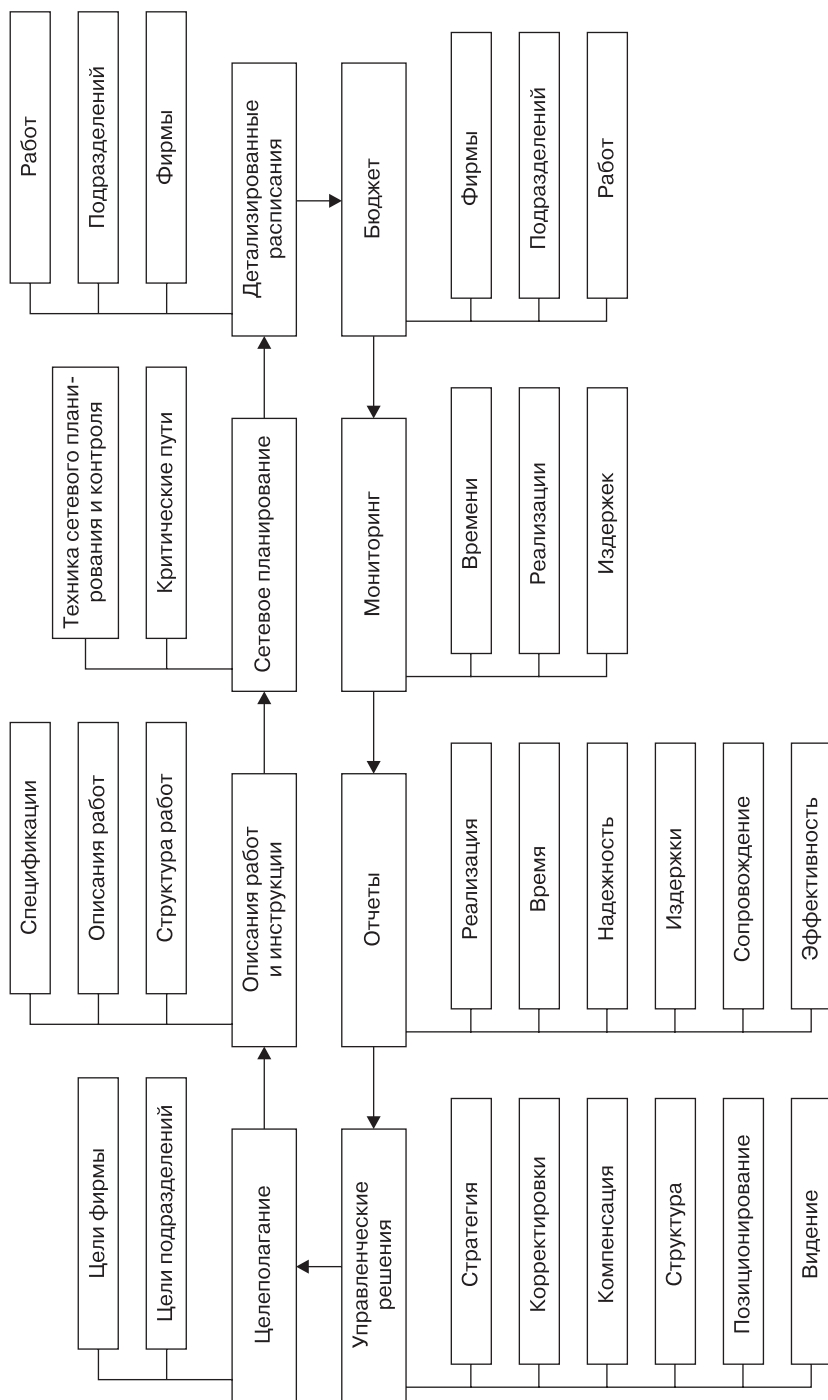 Цели фирмы
Цели подразделений
Целеполагание
Спецификации
Описания работ
Структура работ
Описания работ
и инструкции
Техника сетевого плани-
рования и контроля
Критические пути
Сетевое планирование
Работ
Подразделений
Фирмы
Детализированные
расписания
Управленческие
решения
Стратегия
Корректировки
Компенсация
Структура
Позиционирование
Видение
Отчеты
Реализация
Время
Надежность
Издержки
Сопровождение
Эффективность
Мониторинг
Времени
Реализации
Издержек
Бюджет
Фирмы
Подразделений
Работ